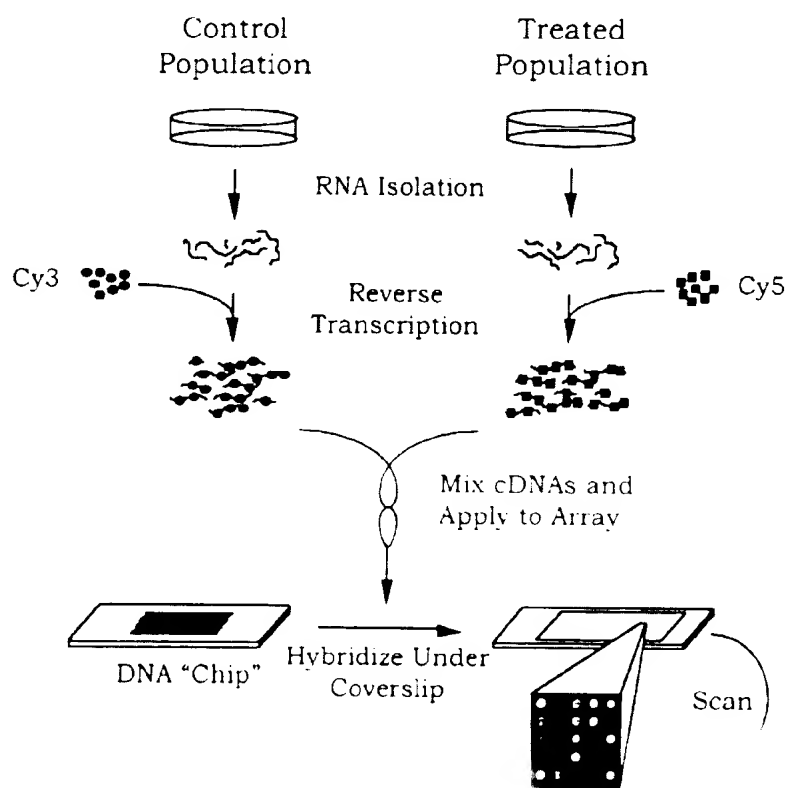 Control
Population
Treated
Population
RNA Isolation
Cy3
Reverse
Transcription
Cy5
Mix cDNAs and
Apply to Array
DNA "Chip"
Hybridize Under
Coverslip
Scan